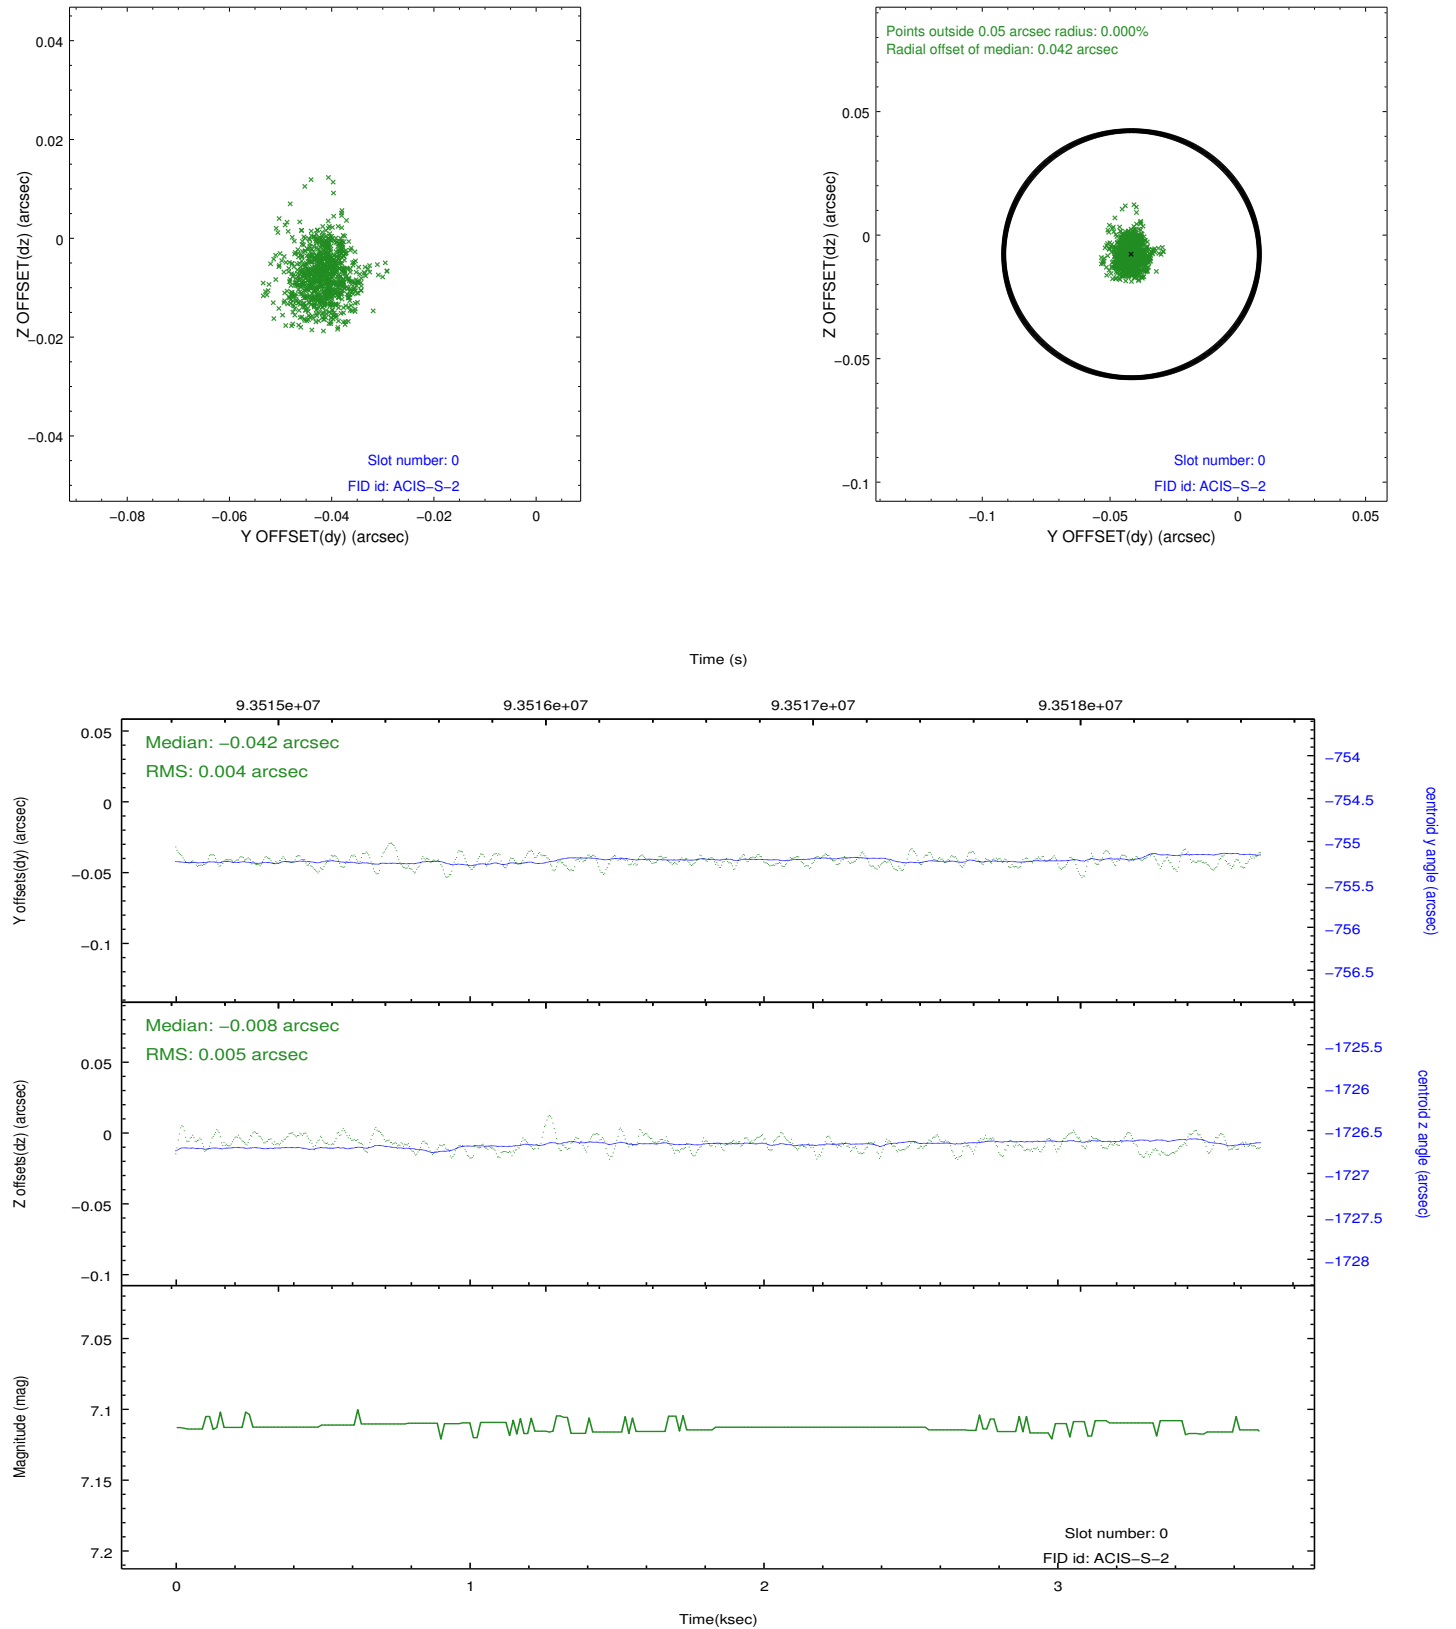 0.04
0.02
0
−0.02
−0.04
Z OFFSET(dz) (arcsec)
Slot number: 0
FID id: ACIS−S−2
−0.08
−0.06
−0.04
−0.02
0
Y OFFSET(dy) (arcsec)
Points outside 0.05 arcsec radius: 0.000%
Radial offset of median: 0.042 arcsec
0.05
0
−0.05
−0.1
Z OFFSET(dz) (arcsec)
Slot number: 0
FID id: ACIS−S−2
−0.1
−0.05
0
0.05
Y OFFSET(dy) (arcsec)
Time (s)
9.3515e+07
9.3516e+07
9.3517e+07
9.3518e+07
Median: −0.042 arcsec
RMS: 0.004 arcsec
0.05
0
−0.05
−0.1
Y offsets(dy) (arcsec)
−754
−754.5
−755
−755.5
−756
−756.5
centroid y angle (arcsec)
Median: −0.008 arcsec
RMS: 0.005 arcsec
0.05
0
−0.05
−0.1
Z offsets(dz) (arcsec)
−1725.5
−1726
−1726.5
−1727
−1727.5
−1728
centroid z angle (arcsec)
7.05
7.1
7.15
7.2
Magnitude (mag)
Slot number: 0
FID id: ACIS−S−2
0
1
2
3
Time(ksec)